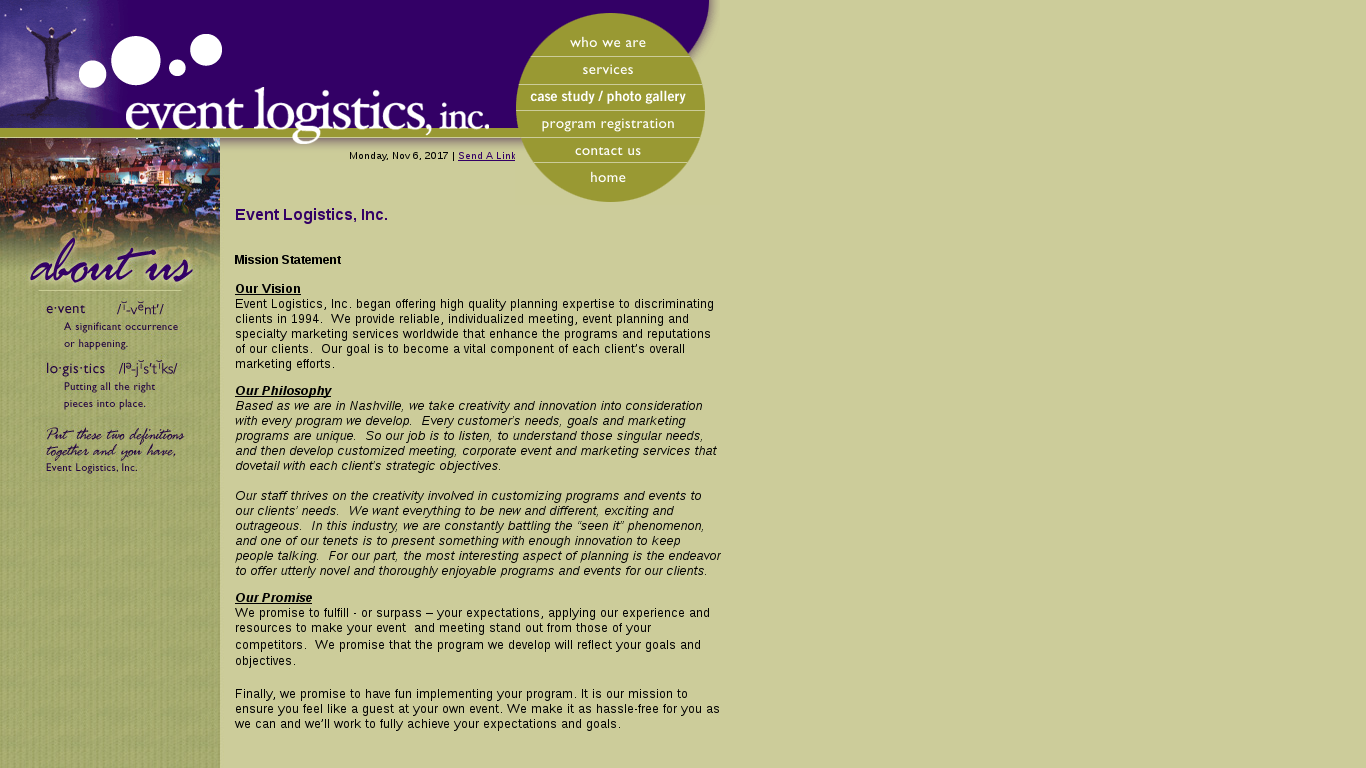 event logistics, inc.
who we are
services
case study / photo gallery
program registration
contact us
home
Monday, Nov 6, 2017 | Send A Link
about us
e·vent /ĭ-vĕnt'/
A significant occurrence
or happening.
lo·gis·tics /lə-jĭs'tĭks/
Putting all the right
pieces into place.
Put these two definitions
together and you have,
Event Logistics, Inc.
Event Logistics, Inc.
Mission Statement
Our Vision
Event Logistics, Inc. began offering high quality planning expertise to discriminating
clients in 1994.  We provide reliable, individualized meeting, event planning and
specialty marketing services worldwide that enhance the programs and reputations
of our clients.  Our goal is to become a vital component of each client's overall
marketing efforts.
Our Philosophy
Based as we are in Nashville, we take creativity and innovation into consideration
with every program we develop.  Every customer's needs, goals and marketing
programs are unique.  So our job is to listen, to understand those singular needs,
and then develop customized meeting, corporate event and marketing services that
dovetail with each client's strategic objectives.
Our staff thrives on the creativity involved in customizing programs and events to
our clients' needs.  We want everything to be new and different, exciting and
outrageous.  In this industry, we are constantly battling the “seen it” phenomenon,
and one of our tenets is to present something with enough innovation to keep
people talking.  For our part, the most interesting aspect of planning is the endeavor
to offer utterly novel and thoroughly enjoyable programs and events for our clients.
Our Promise
We promise to fulfill - or surpass – your expectations, applying our experience and
resources to make your event  and meeting stand out from those of your
competitors.  We promise that the program we develop will reflect your goals and
objectives.
Finally, we promise to have fun implementing your program. It is our mission to
ensure you feel like a guest at your own event. We make it as hassle-free for you as
we can and we'll work to fully achieve your expectations and goals.